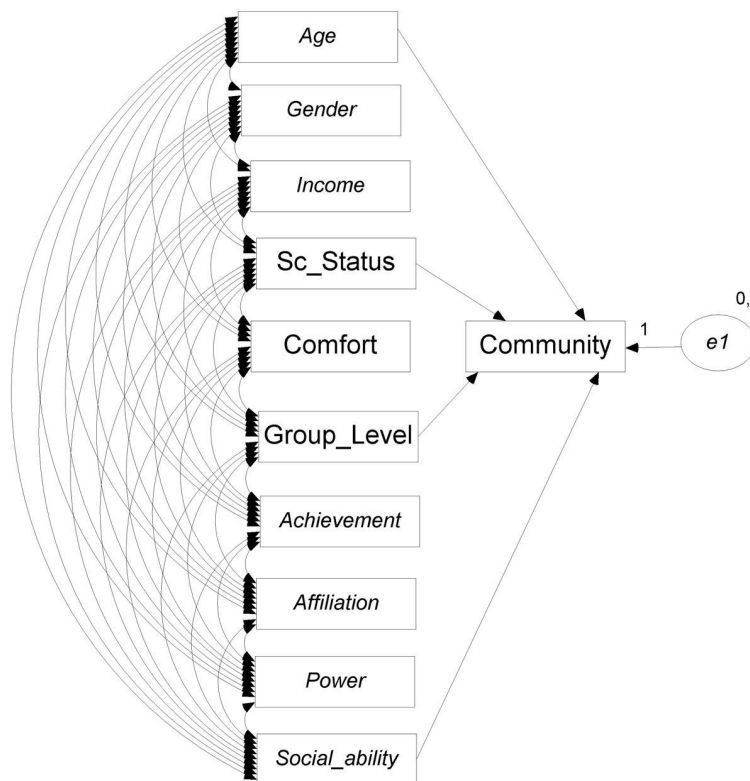 Age
Gender
Income
Sc_Status
Comfort
Group_Level
Achievement
Affiliation
Power
Social_ability
Community
1
0,
e1